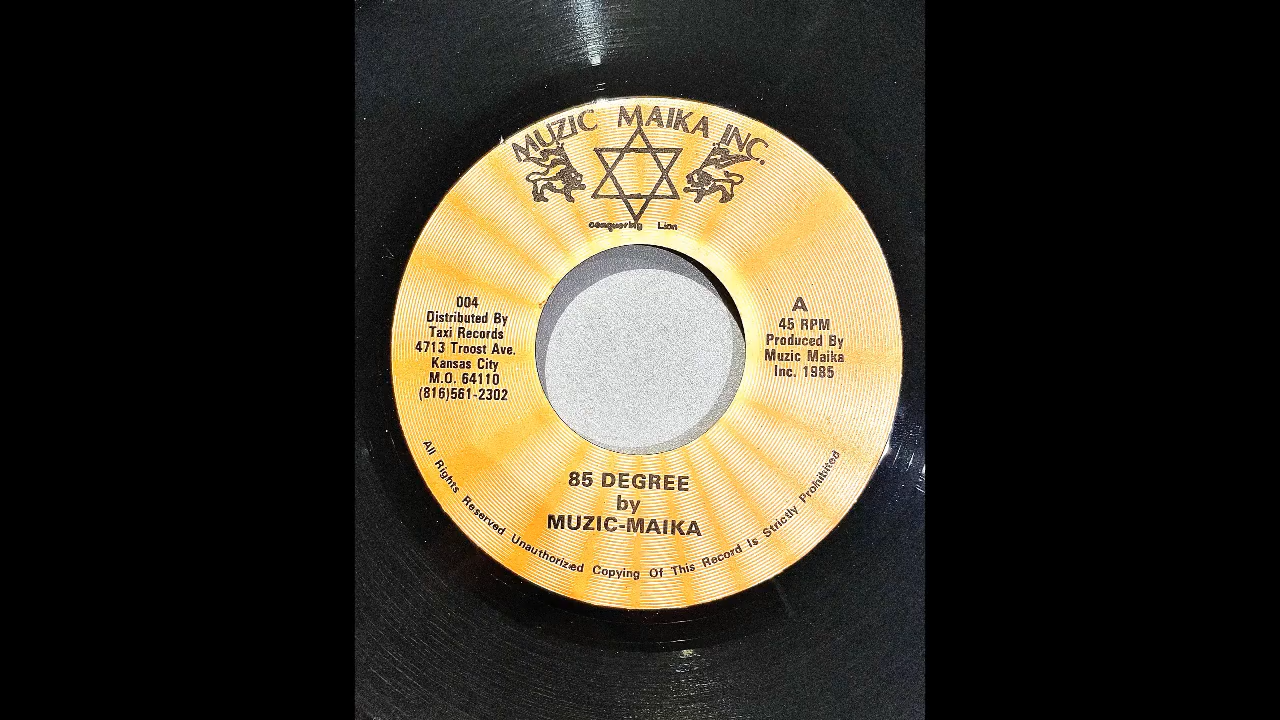 MUZIC MAIKA INC.
conquering Lion
004
Distributed By
Taxi Records
4713 Troost Ave.
Kansas City
M.O. 64110
(816)561-2302
A
45 RPM
Produced By
Muzic Maika
Inc. 1985
85 DEGREE
by
MUZIC-MAIKA
All Rights Reserved Unauthorized Copying Of This Record Is Strictly Prohibited